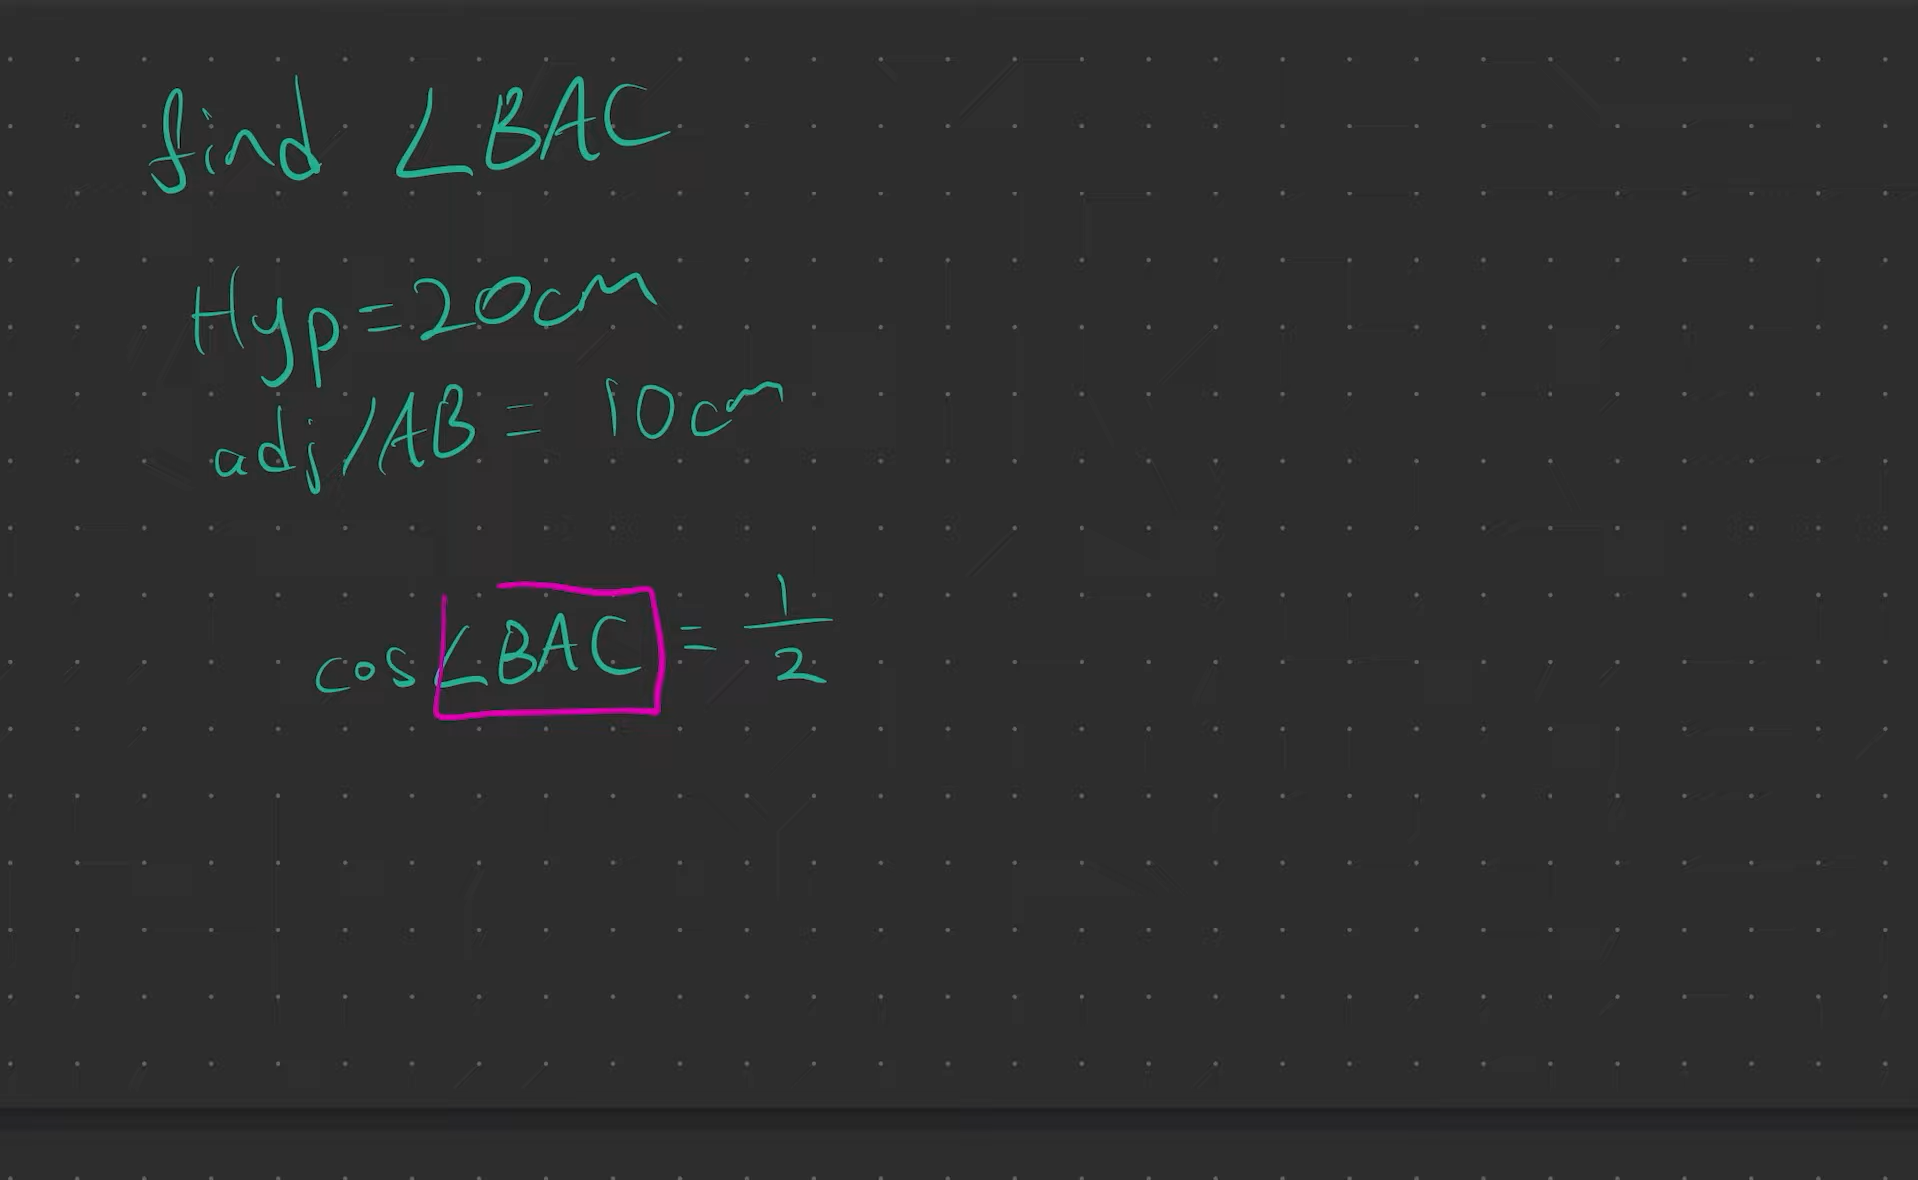 find ∠BAC
Hyp=20cm
adj/AB = 10cm
cos∠BAC = 1/2